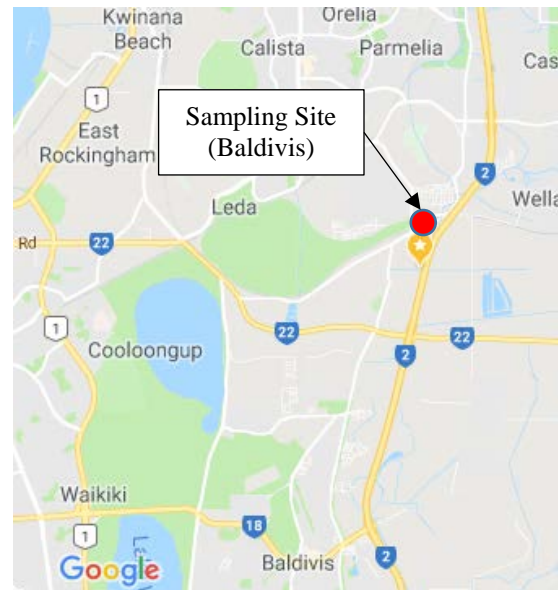 Kwinana
Beach
Orelia
Calista
Parmelia
Cas
1
Sampling Site
(Baldivis)
East
Rockingham
2
Leda
Wella
Rd
22
1
Cooloongup
22
22
2
Waikiki
18
1
La
Baldivis
2
Google